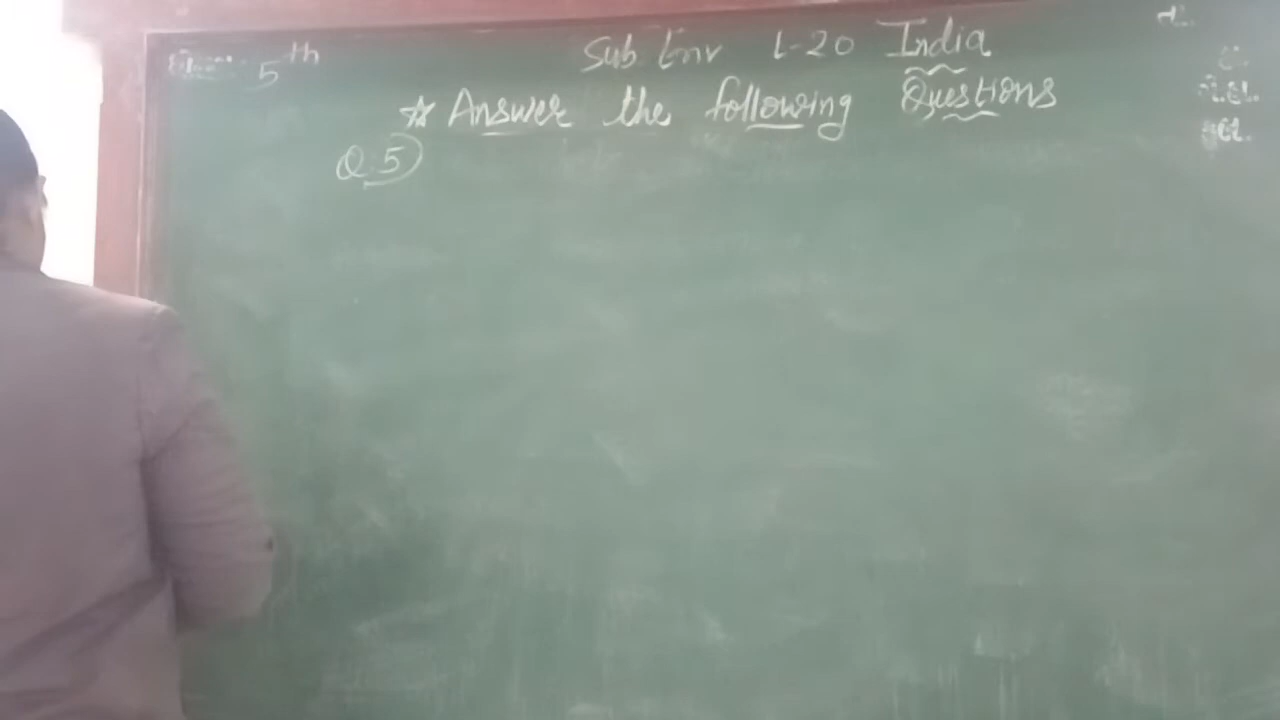 5th
Sub Env L-20 India
☆ Answer the following Questions
Q.5)